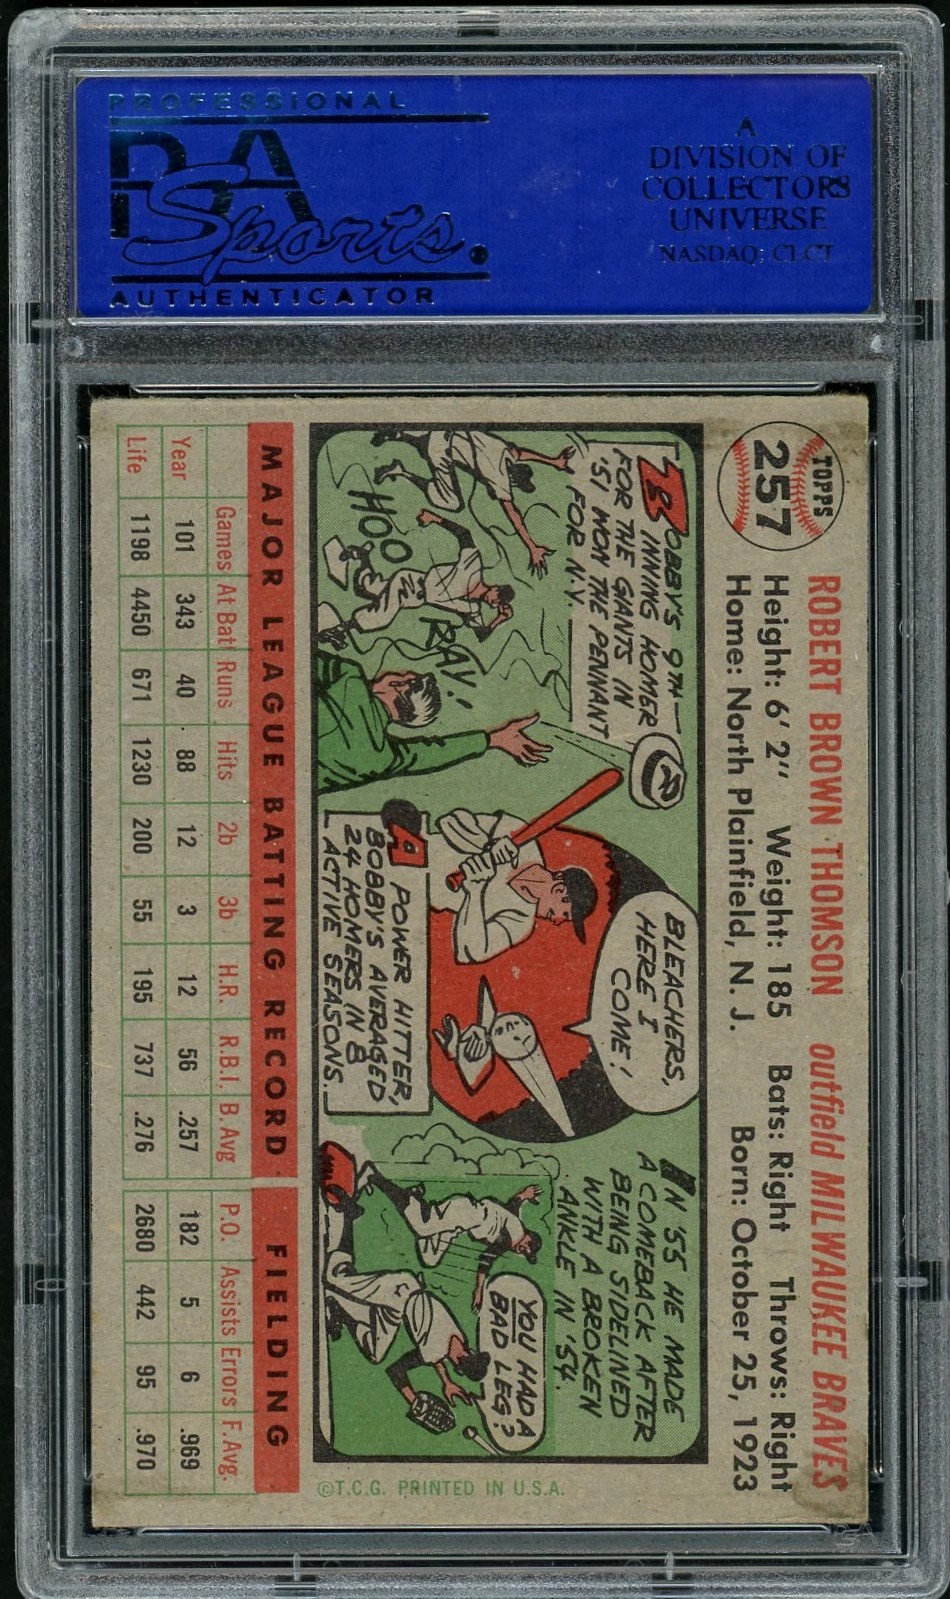 PROFESSIONAL
PSA
Sports.
AUTHENTICATOR
A
DIVISION OF
COLLECTORS
UNIVERSE
NASDAQ: CLCT
TOPPS
257
ROBERT BROWN THOMSON outfield MILWAUKEE BRAVES
Height: 6' 2" Weight: 185 Bats: Right Throws: Right
Home: North Plainfield, N. J. Born: October 25, 1923
BOBBY'S 9TH-
INNING HOMER
FOR THE GIANTS IN
'51 WON THE PENNANT
FOR N.Y.
HOO
RAY!
BLEACHERS,
HERE I
COME!
A POWER HITTER,
BOBBY'S AVERAGED
24 HOMERS IN 8
ACTIVE SEASONS.
IN '55 HE MADE
A COMEBACK AFTER
BEING SIDELINED
WITH A BROKEN
ANKLE IN '54.
YOU HAD A
BAD LEG?
MAJOR LEAGUE BATTING RECORD FIELDING
Games At Bat Runs Hits 2b 3b H.R. R.B.I. B.Avg P.O. Assists Errors F.Avg.
Year 101 343 40 88 12 3 12 56 .257 182 5 6 .969
Life 1198 4450 671 1230 200 55 195 737 .276 2680 442 95 .970
©T.C.G. PRINTED IN U.S.A.